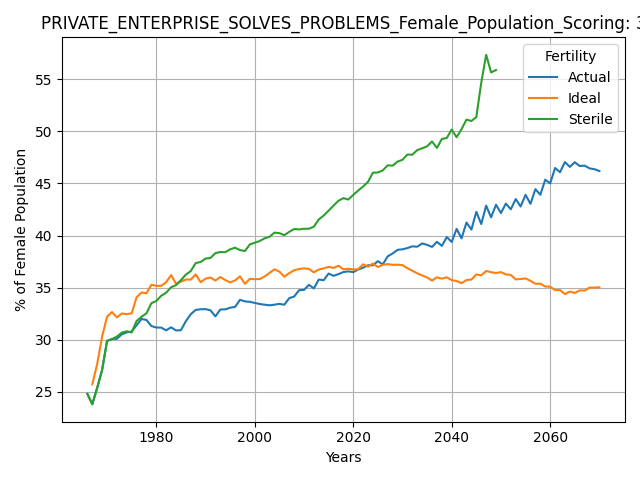 PRIVATE_ENTERPRISE_SOLVES_PROBLEMS_Female_Population_Scoring: 3
Fertility
Actual
Ideal
Sterile
% of Female Population
55
50
45
40
35
30
25
1980
2000
2020
2040
2060
Years